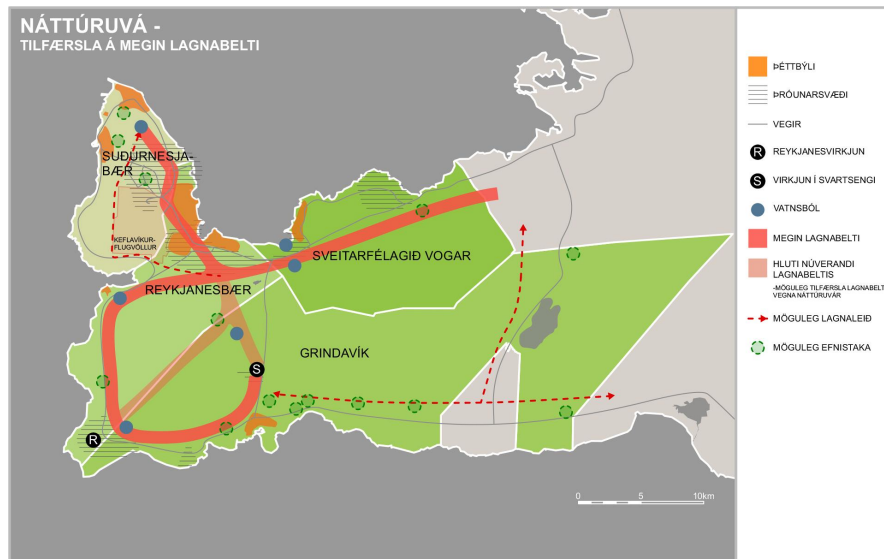 NÁTTÚRUVÁ -
TILFÆRSLA Á MEGIN LAGNABELTI
SUÐURNESJA-
BÆR
KEFLAVÍKUR-
FLUGVÖLLUR
REYKJANESBÆR
SVEITARFÉLAGIÐ VOGAR
GRINDAVÍK
S
R
0 5 10km
ÞÉTTBÝLI
ÞRÓUNARSVÆÐI
VEGIR
R REYKJANESVIRKJUN
S VIRKJUN Í SVARTSENGI
VATNSBÓL
MEGIN LAGNABELTI
HLUTI NÚVERANDI
LAGNABELTIS
-MÖGULEG TILFÆRSLA LAGNABELT
VEGNA NÁTTÚRUVÁR
MÖGULEG LAGNALEIÐ
MÖGULEG EFNISTAKA